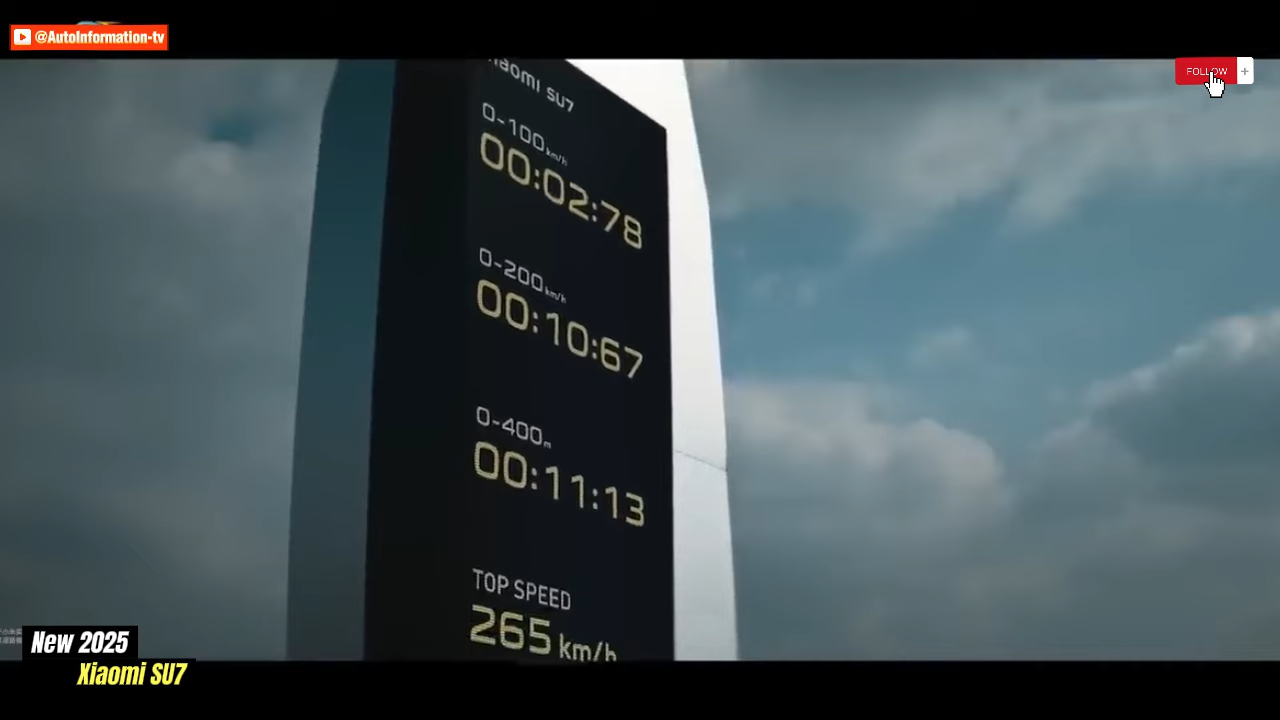 @AutoInformation-tv
FOLLOW +
SU7
0-100km/h
00:02:78
0-200km/h
00:10:67
0-400m
00:11:13
TOP SPEED
265 km/h
New 2025
Xiaomi SU7